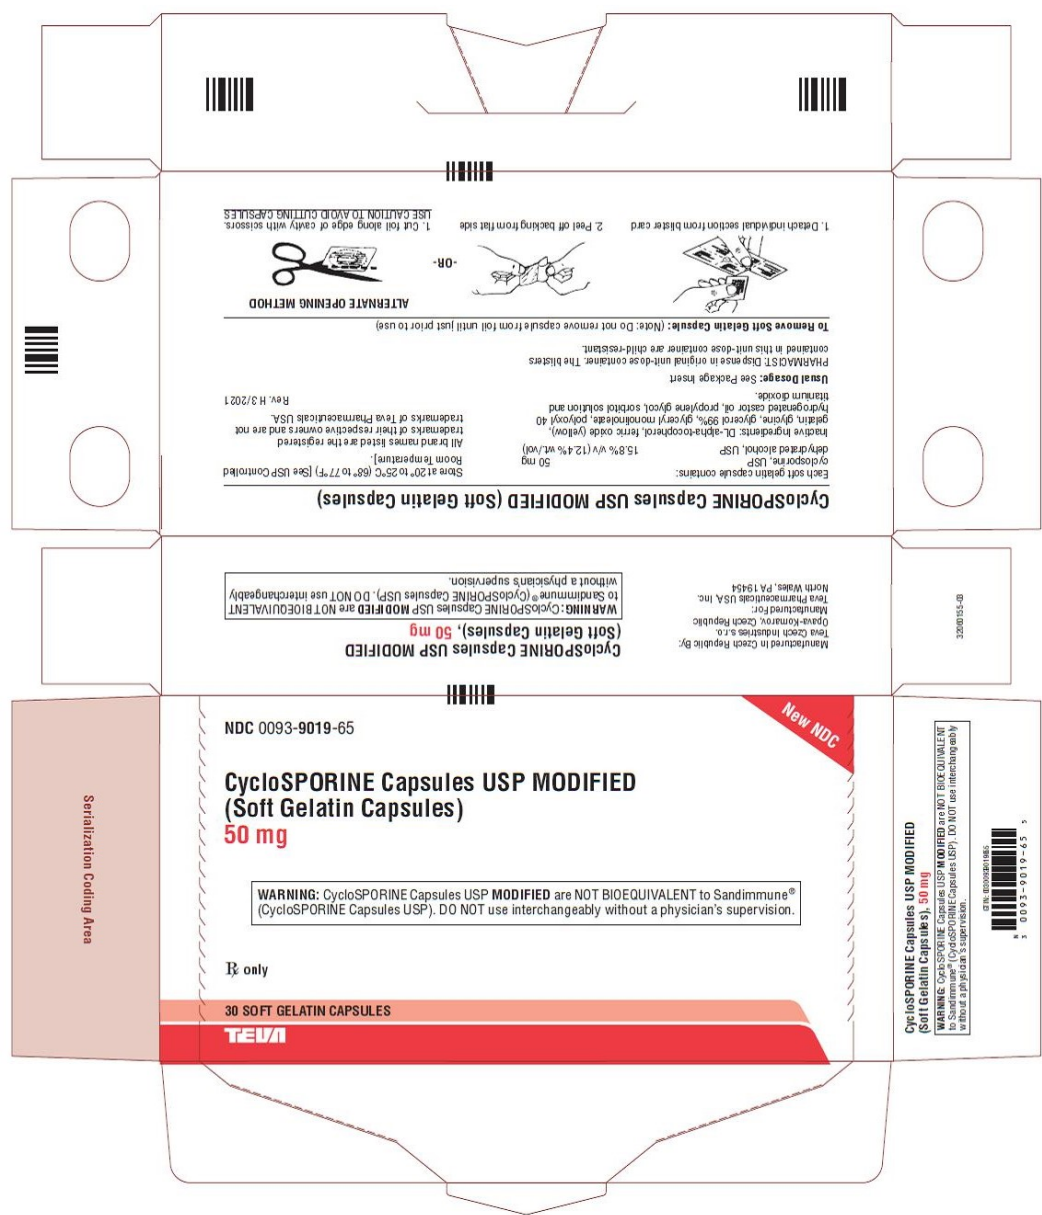 1. Detach individual section from blister card
2. Peel off backing from flat side
1. Cut foil along edge of cavity with scissors.
USE CAUTION TO AVOID CUTTING CAPSULES
-OR-
ALTERNATE OPENING METHOD
To Remove Soft Gelatin Capsule: (Note: Do not remove capsule from foil until just prior to use)
PHARMACIST: Dispense in original unit-dose container. The blisters
contained in this unit-dose container are child-resistant.
Usual Dosage: See Package Insert
Each soft gelatin capsule contains:
cyclosporine, USP 50 mg
dehydrated alcohol, USP 15.8% v/v (12.4% wt./vol)
Inactive ingredients: DL-alpha-tocopherol, ferric oxide (yellow),
gelatin, glycine, glycerol 99%, glyceryl monolinoleate, polyoxyl 40
hydrogenated castor oil, propylene glycol, sorbitol solution and
titanium dioxide.
Store at 20° to 25°C (68° to 77°F) [See USP Controlled
Room Temperature].
All brand names listed are the registered
trademarks of their respective owners and are not
trademarks of Teva Pharmaceuticals USA.
Rev. H 3/2021
CycloSPORINE Capsules USP MODIFIED (Soft Gelatin Capsules)
CycloSPORINE Capsules USP MODIFIED
(Soft Gelatin Capsules), 50 mg
WARNING: CycloSPORINE Capsules USP MODIFIED are NOT BIOEQUIVALENT
to Sandimmune® (CycloSPORINE Capsules USP). DO NOT use interchangeably
without a physician's supervision.
Manufactured In Czech Republic By:
Teva Czech Industries s.r.o.
Opava-Komarov, Czech Republic
Manufactured For:
Teva Pharmaceuticals USA, Inc.
North Wales, PA 19454
32060155-03
New NDC
NDC 0093-9019-65
CycloSPORINE Capsules USP MODIFIED
(Soft Gelatin Capsules)
50 mg
WARNING: CycloSPORINE Capsules USP MODIFIED are NOT BIOEQUIVALENT to Sandimmune®
(CycloSPORINE Capsules USP). DO NOT use interchangeably without a physician's supervision.
℞ only
30 SOFT GELATIN CAPSULES
TEVA
Serialization Coding Area
CycloSPORINE Capsules USP MODIFIED
(Soft Gelatin Capsules), 50 mg
WARNING: CycloSPORINE Capsules USP MODIFIED are NOT BIOEQUIVALENT
to Sandimmune® (CycloSPORINE Capsules USP). DO NOT use interchangeably
without a physician's supervision.
N
3 0093-9019-65 3